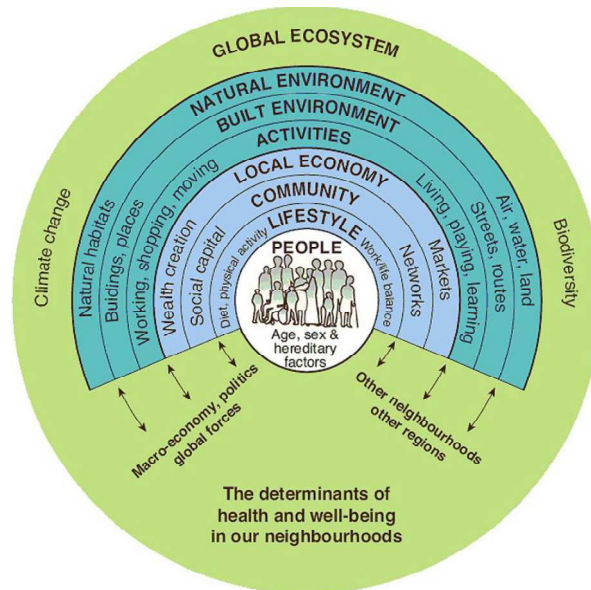 GLOBAL ECOSYSTEM
NATURAL ENVIRONMENT
BUILT ENVIRONMENT
ACTIVITIES
LOCAL ECONOMY
COMMUNITY
LIFESTYLE
PEOPLE
Age, sex &
hereditary
factors
Climate change
Natural habitats
Buicings, places
Working, shopping, moving
Wealth creation
Social capital
Diet, physical activity
Work/life balance
Networks
Markets
Living, playing, learning
Streets, routes
Air, water, land
Biodiversity
Macro-economy, politics
global forces
Other neighbourhoods
other regions
The determinants of
health and well-being
in our neighbourhoods